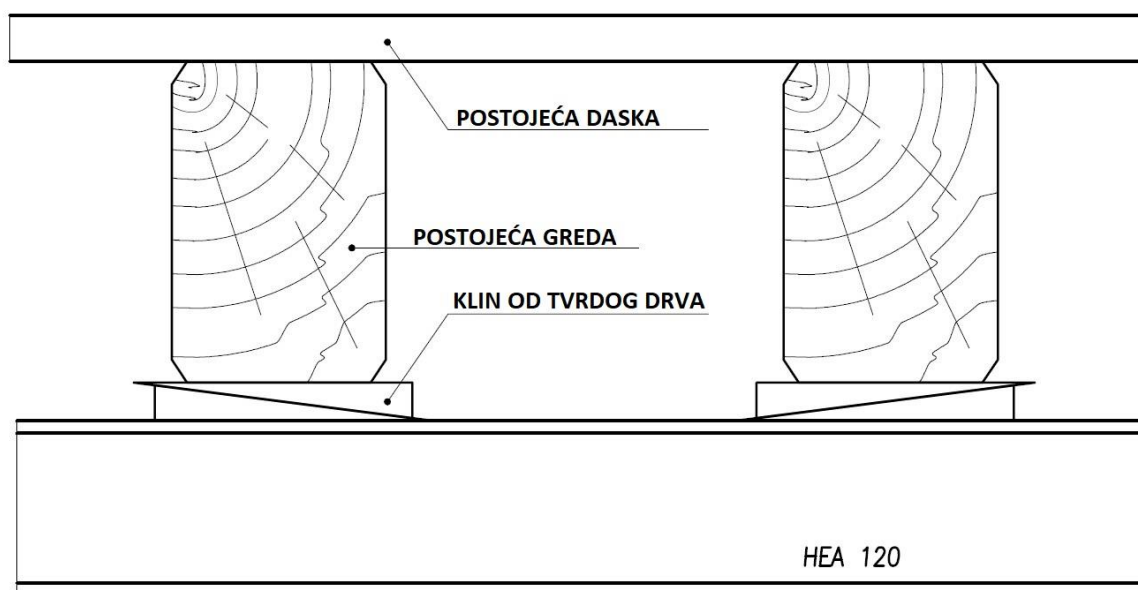 POSTOJEĆA DASKA
POSTOJEĆA GREDA
KLIN OD TVRDOG DRVA
HEA 120